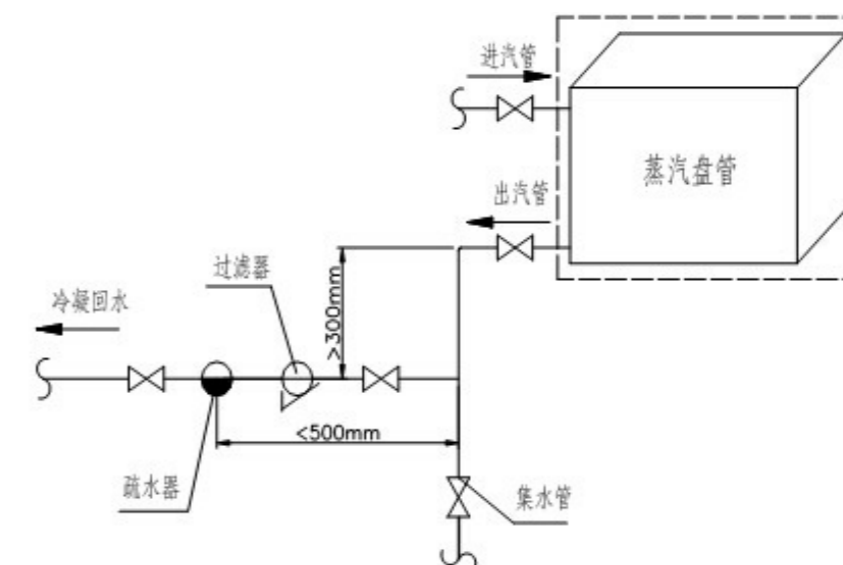 进汽管
蒸汽盘管
出汽管
过滤器
冷凝回水
>300mm
<500mm
疏水器
集水管